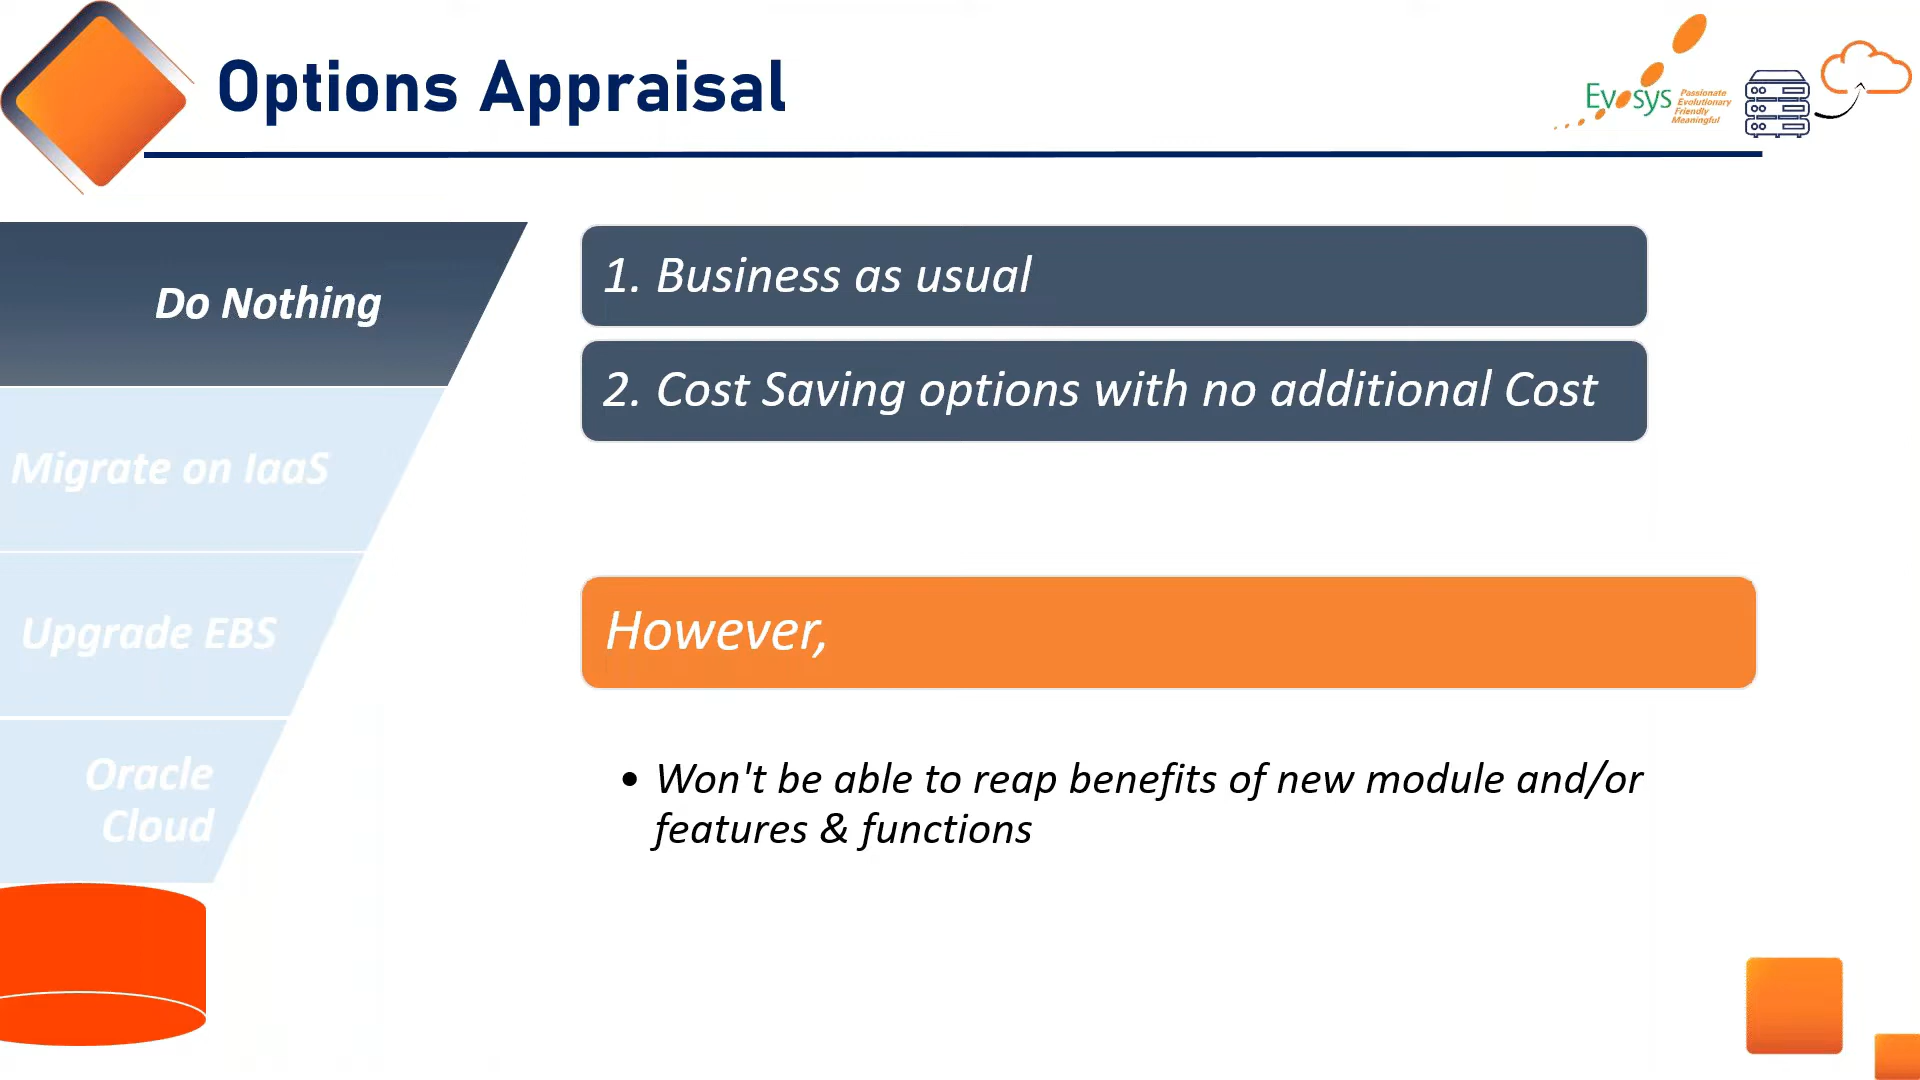 Options Appraisal
Evosys
Passionate
Evolutionary
Friendly
Meaningful
Do Nothing
Migrate on IaaS
Upgrade EBS
Oracle
Cloud
1. Business as usual
2. Cost Saving options with no additional Cost
However,
• Won't be able to reap benefits of new module and/or
features & functions